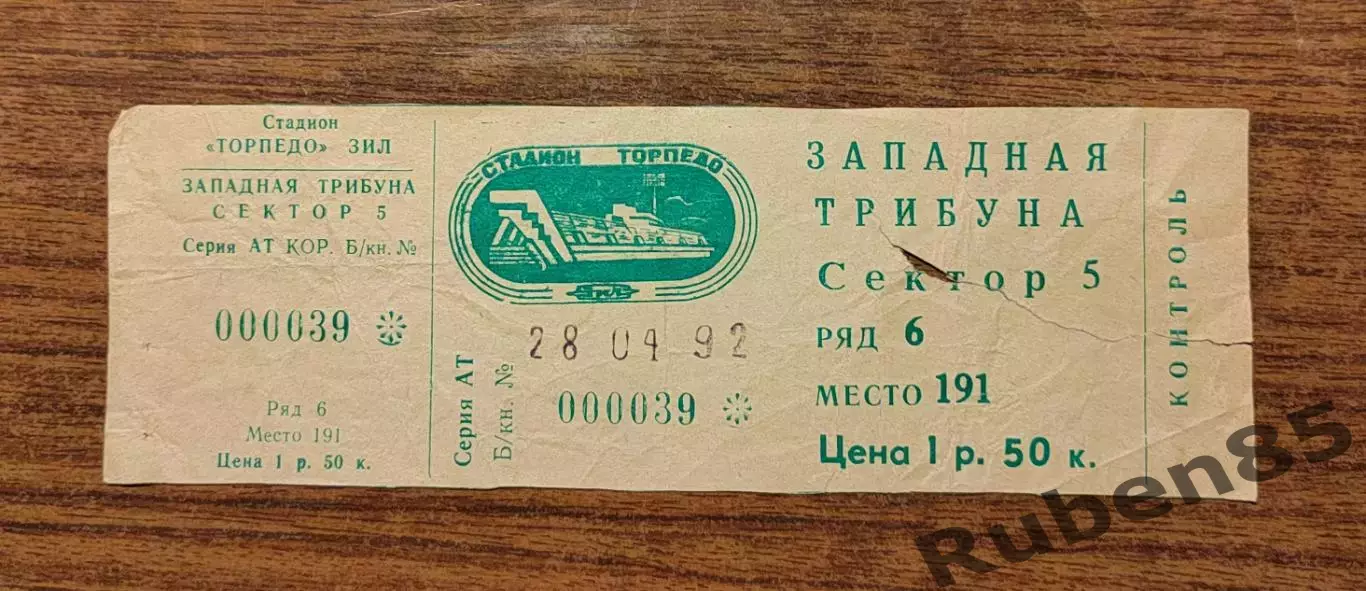 Стадион
«ТОРПЕДО» ЗИЛ
ЗАПАДНАЯ ТРИБУНА
СЕКТОР 5
Серия АТ КОР. Б/кн. №
000039
Ряд 6
Место 191
Цена 1 р. 50 к.
СТАДИОН ТОРПЕДО
ЗИЛ
28 04 92
Серия АТ
Б/кн. №
000039
ЗАПАДНАЯ
ТРИБУНА
Сектор 5
РЯД 6
МЕСТО 191
Цена 1 р. 50 к.
КОНТРОЛЬ
Ruben85